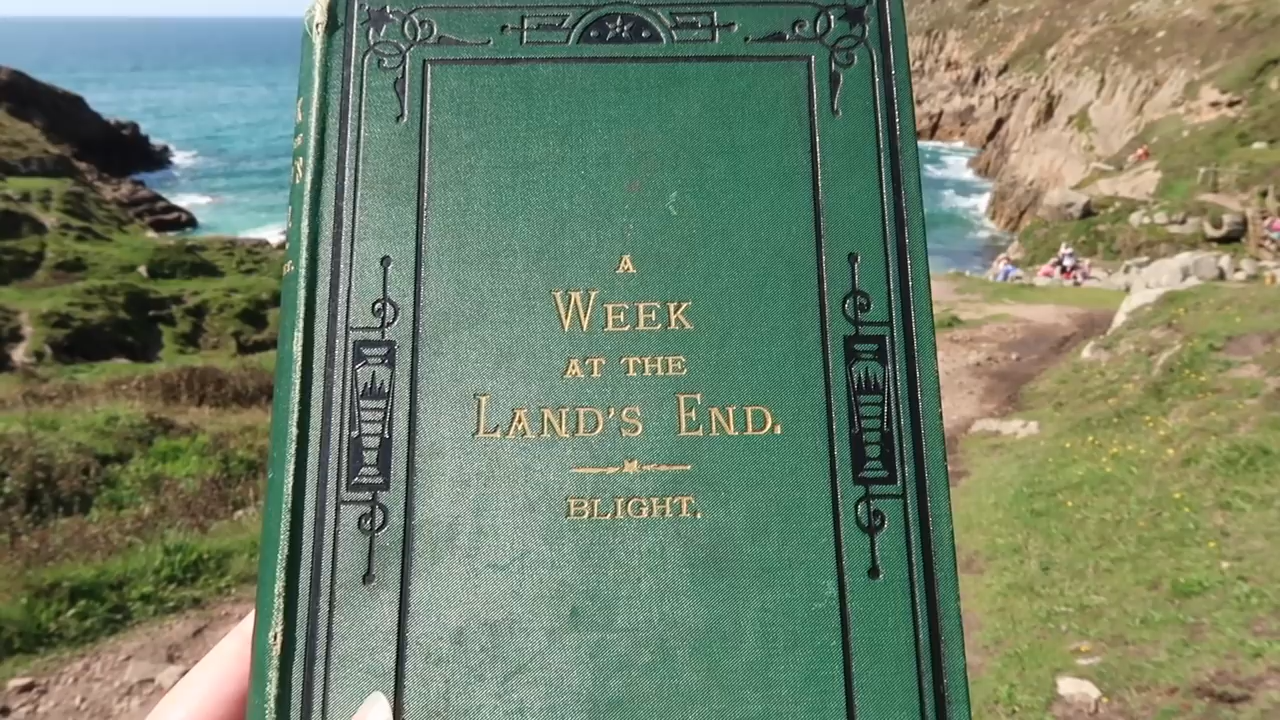 A
WEEK
AT THE
LAND'S END.
BLIGHT.